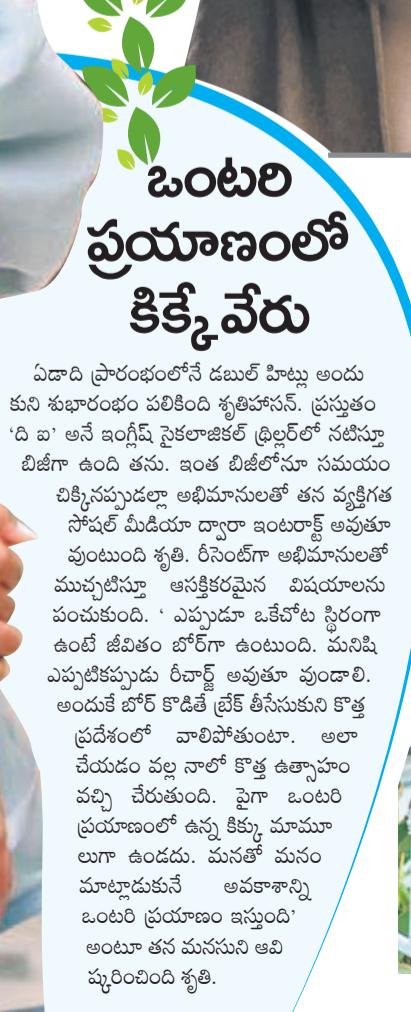 ఒంటరి
ప్రయాణంలో
కిక్కే వేరు
ఏడాది ప్రారంభంలోనే డబుల్ హిట్లు అందు
కుని శుభారంభం పలికింది శృతిహాసన్. ప్రస్తుతం
‘ది ఐ’ అనే ఇంగ్లీష్ సైకలాజికల్ థ్రిల్లర్‌లో నటిస్తూ
బిజీగా ఉంది తను. ఇంత బిజీలోనూ సమయం
చిక్కినప్పుడల్లా అభిమానులతో తన వ్యక్తిగత
సోషల్ మీడియా ద్వారా ఇంటరాక్ట్ అవుతూ
వుంటుంది శృతి. రీసెంట్‌గా అభిమానులతో
ముచ్చటిస్తూ ఆసక్తికరమైన విషయాలను
పంచుకుంది. ‘ ఎప్పుడూ ఒకేచోట స్థిరంగా
ఉంటే జీవితం బోర్‌గా ఉంటుంది. మనిషి
ఎప్పటికప్పుడు రీచార్జ్ అవుతూ వుండాలి.
అందుకే బోర్ కొడితే బ్రేక్ తీసేసుకుని కొత్త
ప్రదేశంలో వాలిపోతుంటా. అలా
చేయడం వల్ల నాలో కొత్త ఉత్సాహం
వచ్చి చేరుతుంది. పైగా ఒంటరి
ప్రయాణంలో ఉన్న కిక్కు మామూ
లుగా ఉండదు. మనతో మనం
మాట్లాడుకునే అవకాశాన్ని
ఒంటరి ప్రయాణం ఇస్తుంది’
అంటూ తన మనసుని ఆవి
ష్కరించింది శృతి.